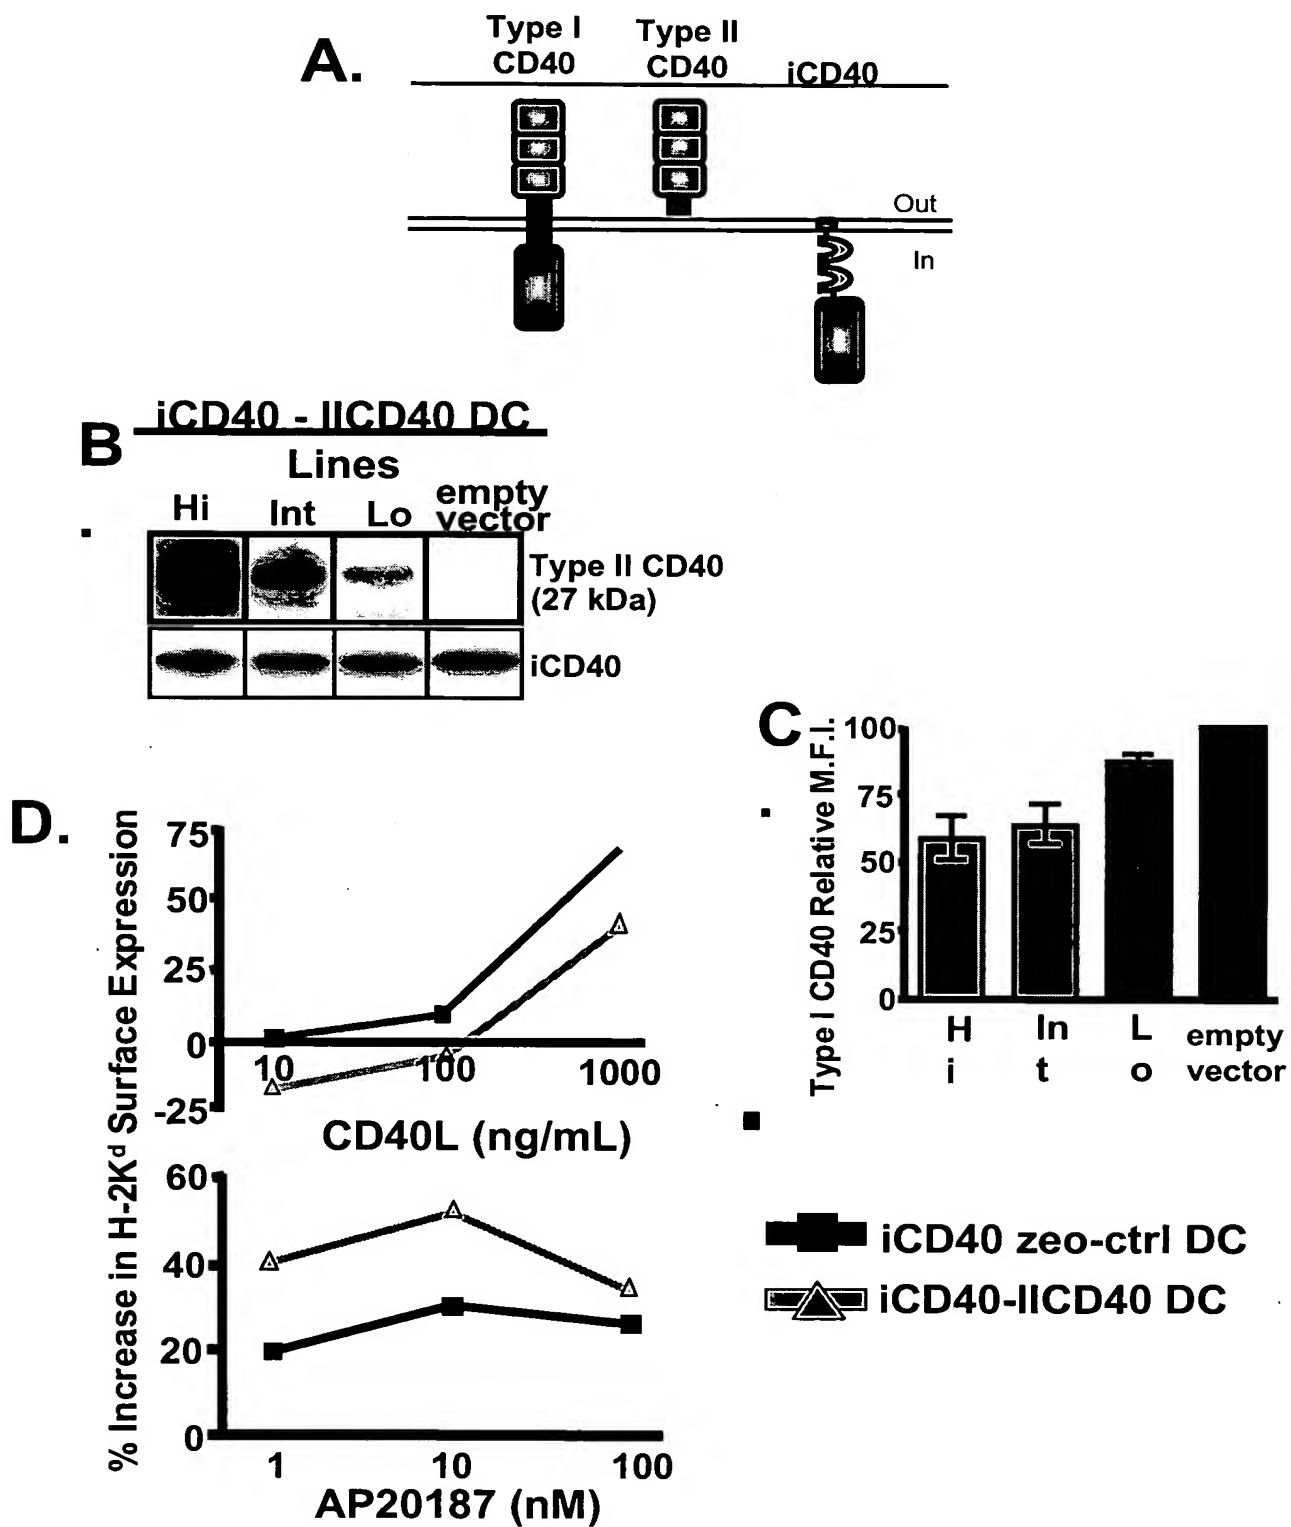 A.
Type I
CD40
Type II
CD40
iCD40
Out
In
B
iCD40 - IICD40 DC
Lines
Hi
Int
Lo
empty
vector
Type II CD40
(27 kDa)
iCD40
C
Type I CD40 Relative M.F.I.
100
75
50
25
0
H
i
In
t
L
o
empty
vector
D.
% Increase in H-2Kᵈ Surface Expression
75
50
25
0
-25
10
100
1000
CD40L (ng/mL)
60
40
20
0
1
10
100
AP20187 (nM)
iCD40 zeo-ctrl DC
iCD40-IICD40 DC